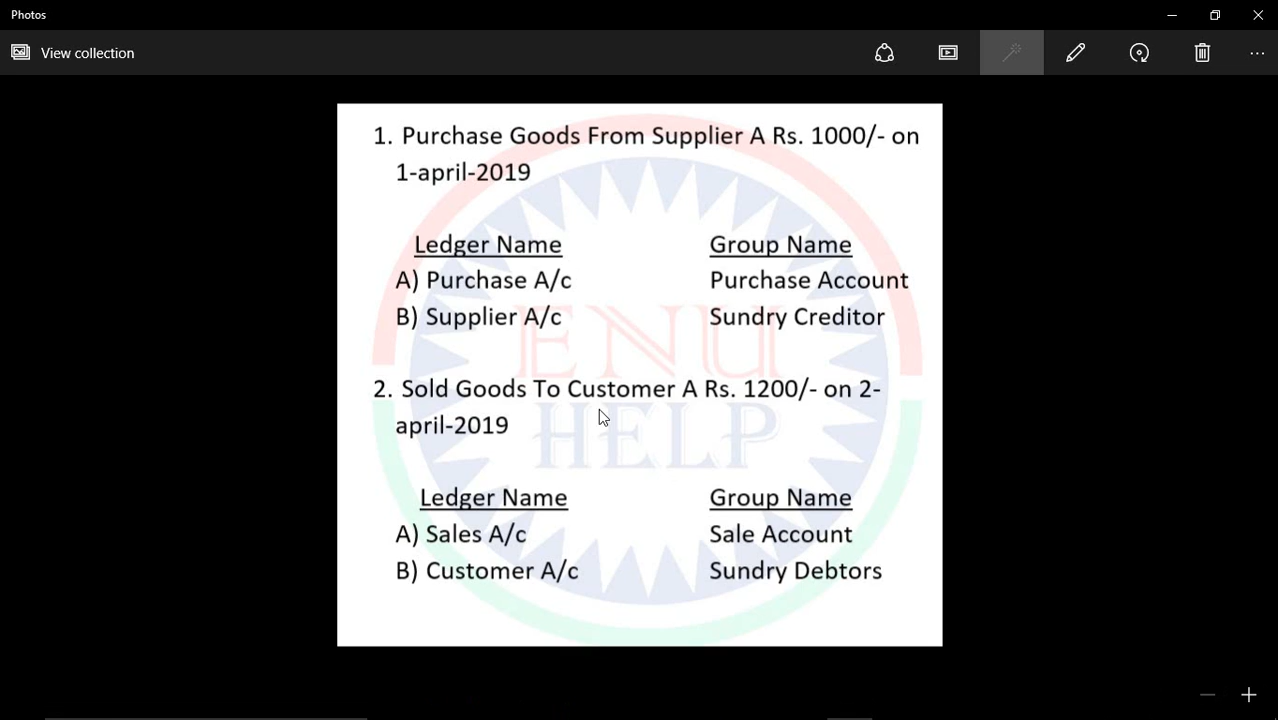 Photos
View collection
1. Purchase Goods From Supplier A Rs. 1000/- on
1-april-2019
Ledger Name Group Name
A) Purchase A/c Purchase Account
B) Supplier A/c Sundry Creditor
ENU
2. Sold Goods To Customer A Rs. 1200/- on 2-
april-2019
HELP
Ledger Name Group Name
A) Sales A/c Sale Account
B) Customer A/c Sundry Debtors